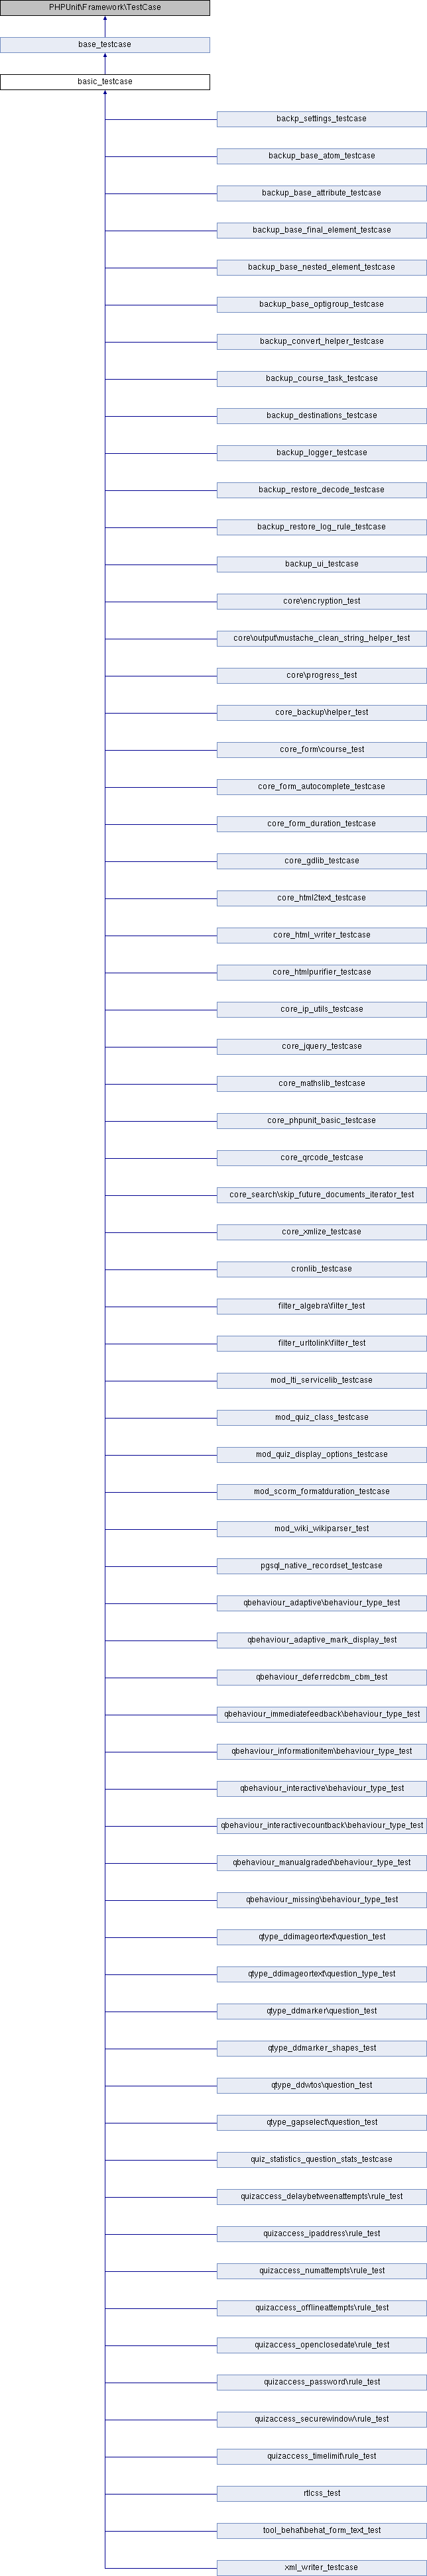 PHPUnit\Framework\TestCase
base_testcase
basic_testcase
backp_settings_testcase
backup_base_atom_testcase
backup_base_attribute_testcase
backup_base_final_element_testcase
backup_base_nested_element_testcase
backup_base_optigroup_testcase
backup_convert_helper_testcase
backup_course_task_testcase
backup_destinations_testcase
backup_logger_testcase
backup_restore_decode_testcase
backup_restore_log_rule_testcase
backup_ui_testcase
core\encryption_test
core\output\mustache_clean_string_helper_test
core\progress_test
core_backup\helper_test
core_form\course_test
core_form_autocomplete_testcase
core_form_duration_testcase
core_gdlib_testcase
core_html2text_testcase
core_html_writer_testcase
core_htmlpurifier_testcase
core_ip_utils_testcase
core_jquery_testcase
core_mathslib_testcase
core_phpunit_basic_testcase
core_qrcode_testcase
core_search\skip_future_documents_iterator_test
core_xmlize_testcase
cronlib_testcase
filter_algebra\filter_test
filter_urltolink\filter_test
mod_lti_servicelib_testcase
mod_quiz_class_testcase
mod_quiz_display_options_testcase
mod_scorm_formatduration_testcase
mod_wiki_wikiparser_test
pgsql_native_recordset_testcase
qbehaviour_adaptive\behaviour_type_test
qbehaviour_adaptive_mark_display_test
qbehaviour_deferredcbm_cbm_test
qbehaviour_immediatefeedback\behaviour_type_test
qbehaviour_informationitem\behaviour_type_test
qbehaviour_interactive\behaviour_type_test
qbehaviour_interactivecountback\behaviour_type_test
qbehaviour_manualgraded\behaviour_type_test
qbehaviour_missing\behaviour_type_test
qtype_ddimageortext\question_test
qtype_ddimageortext\question_type_test
qtype_ddmarker\question_test
qtype_ddmarker_shapes_test
qtype_ddwtos\question_test
qtype_gapselect\question_test
quiz_statistics_question_stats_testcase
quizaccess_delaybetweenattempts\rule_test
quizaccess_ipaddress\rule_test
quizaccess_numattempts\rule_test
quizaccess_offlineattempts\rule_test
quizaccess_openclosedate\rule_test
quizaccess_password\rule_test
quizaccess_securewindow\rule_test
quizaccess_timelimit\rule_test
rtlcss_test
tool_behat\behat_form_text_test
xml_writer_testcase